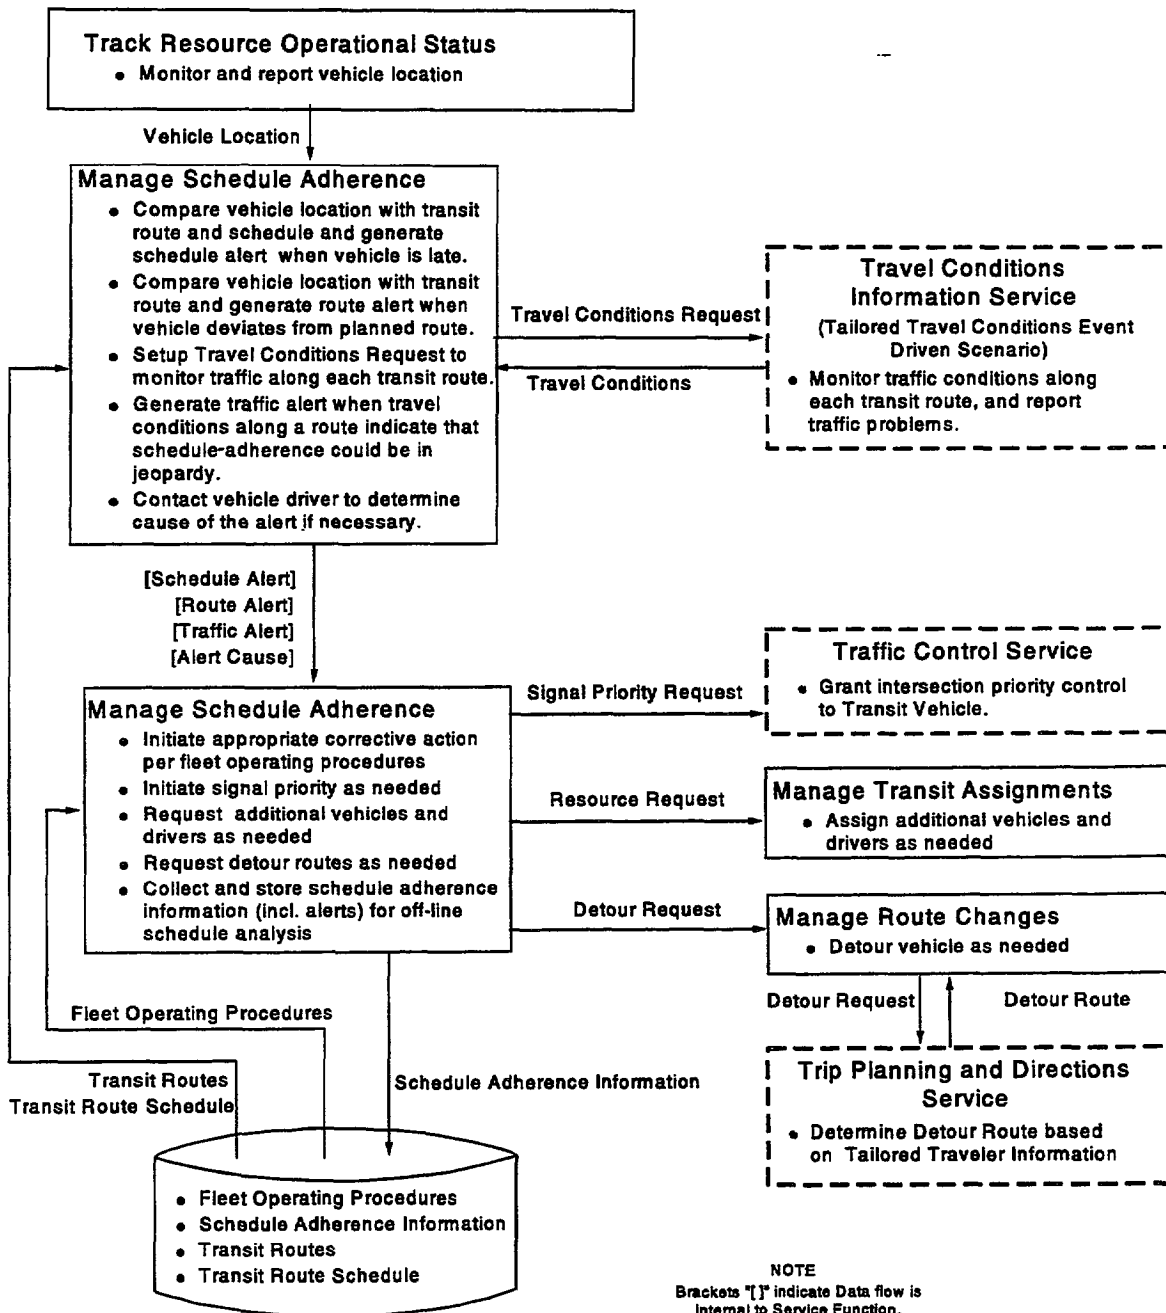 Track Resource Operational Status
• Monitor and report vehicle location
Vehicle Location
Manage Schedule Adherence
• Compare vehicle location with transit
route and schedule and generate
schedule alert when vehicle is late.
• Compare vehicle location with transit
route and generate route alert when
vehicle deviates from planned route.
• Setup Travel Conditions Request to
monitor traffic along each transit route.
• Generate traffic alert when travel
conditions along a route indicate that
schedule-adherence could be in
jeopardy.
• Contact vehicle driver to determine
cause of the alert if necessary.
Travel Conditions Request
Travel Conditions
Travel Conditions
Information Service
(Tailored Travel Conditions Event
Driven Scenario)
• Monitor traffic conditions along
each transit route, and report
traffic problems.
[Schedule Alert]
[Route Alert]
[Traffic Alert]
[Alert Cause]
Manage Schedule Adherence
• Initiate appropriate corrective action
per fleet operating procedures
• Initiate signal priority as needed
• Request additional vehicles and
drivers as needed
• Request detour routes as needed
• Collect and store schedule adherence
information (incl. alerts) for off-line
schedule analysis
Signal Priority Request
Traffic Control Service
• Grant intersection priority control
to Transit Vehicle.
Resource Request
Manage Transit Assignments
• Assign additional vehicles and
drivers as needed
Detour Request
Manage Route Changes
• Detour vehicle as needed
Detour Request
Detour Route
Trip Planning and Directions
Service
• Determine Detour Route based
on Tailored Traveler Information
Fleet Operating Procedures
Transit Routes
Transit Route Schedule
Schedule Adherence Information
• Fleet Operating Procedures
• Schedule Adherence Information
• Transit Routes
• Transit Route Schedule
NOTE
Brackets "[ ]" indicate Data flow is
internal to Service Function.